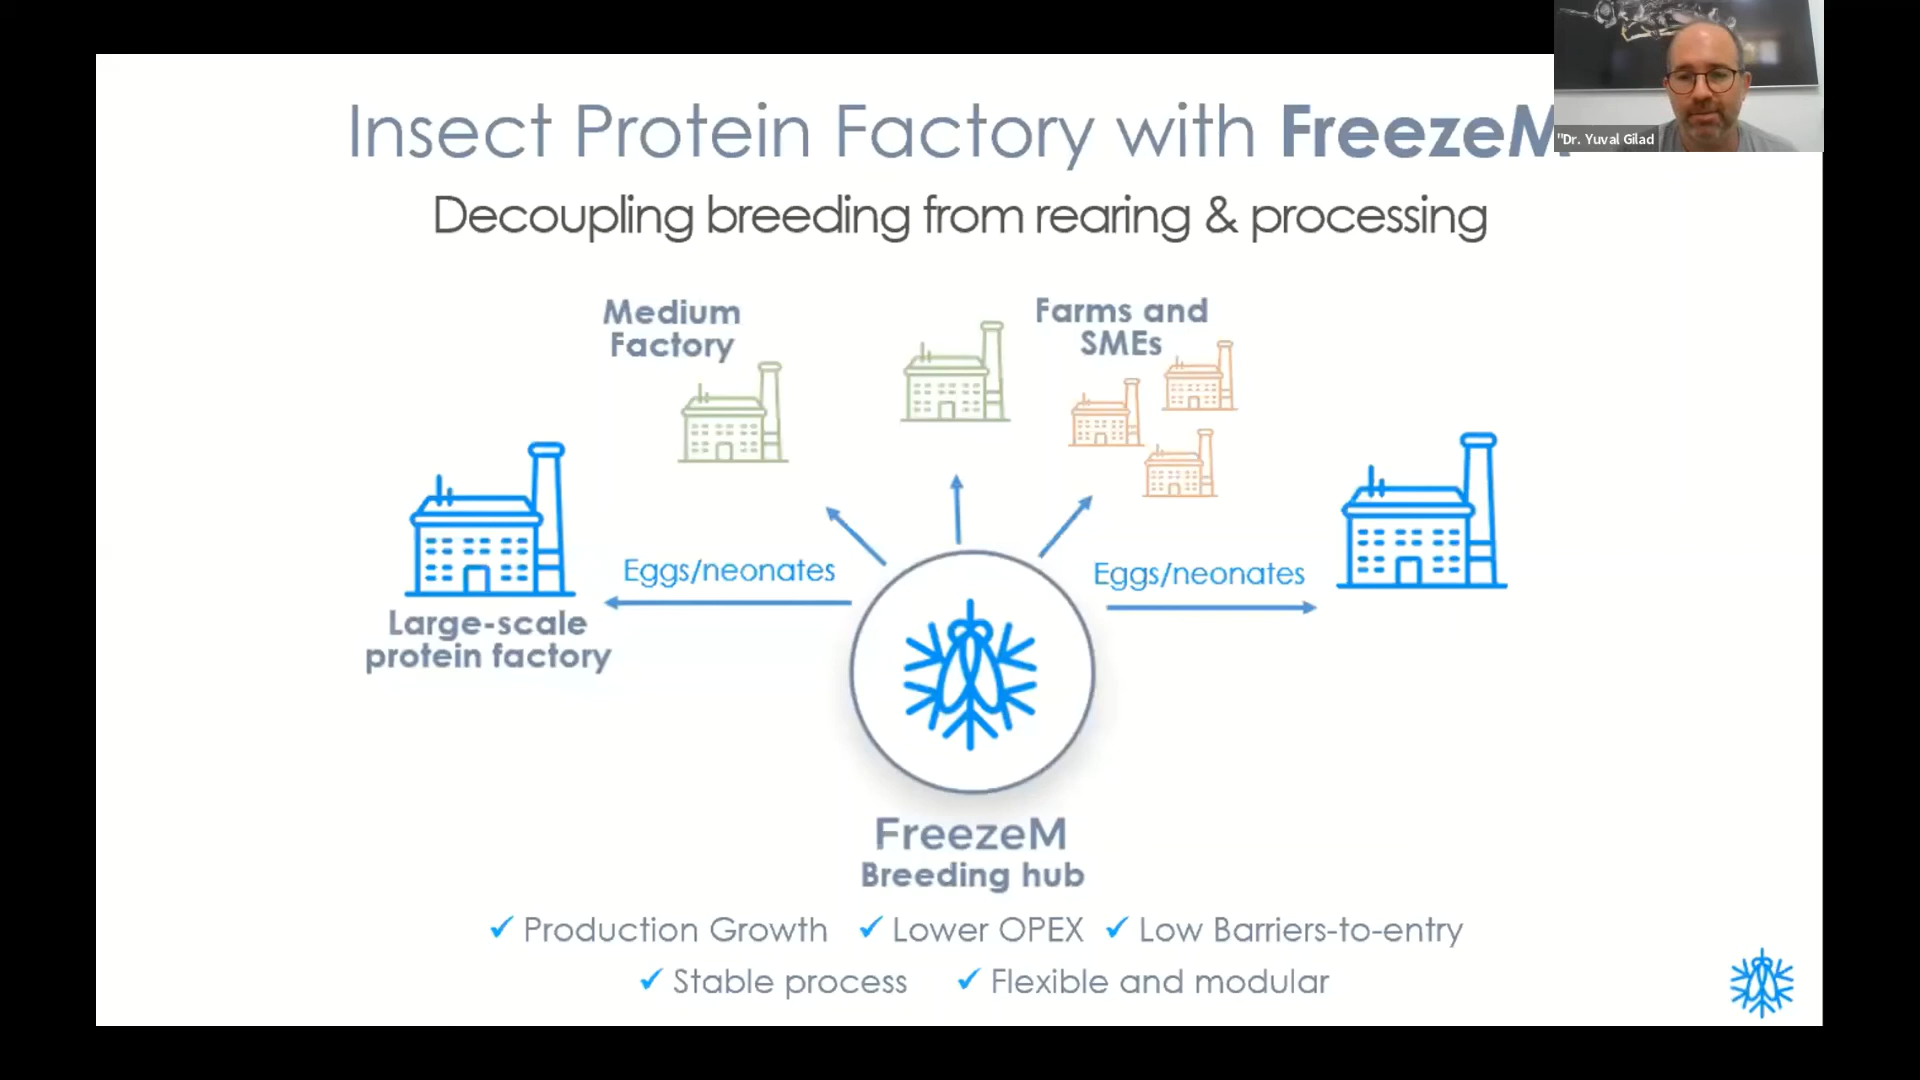 Insect Protein Factory with FreezeM
"Dr. Yuval Gilad
Decoupling breeding from rearing & processing
Medium
Factory
Farms and
SMEs
Eggs/neonates
Eggs/neonates
Large-scale
protein factory
FreezeM
Breeding hub
✓ Production Growth ✓ Lower OPEX ✓ Low Barriers-to-entry
✓ Stable process ✓ Flexible and modular